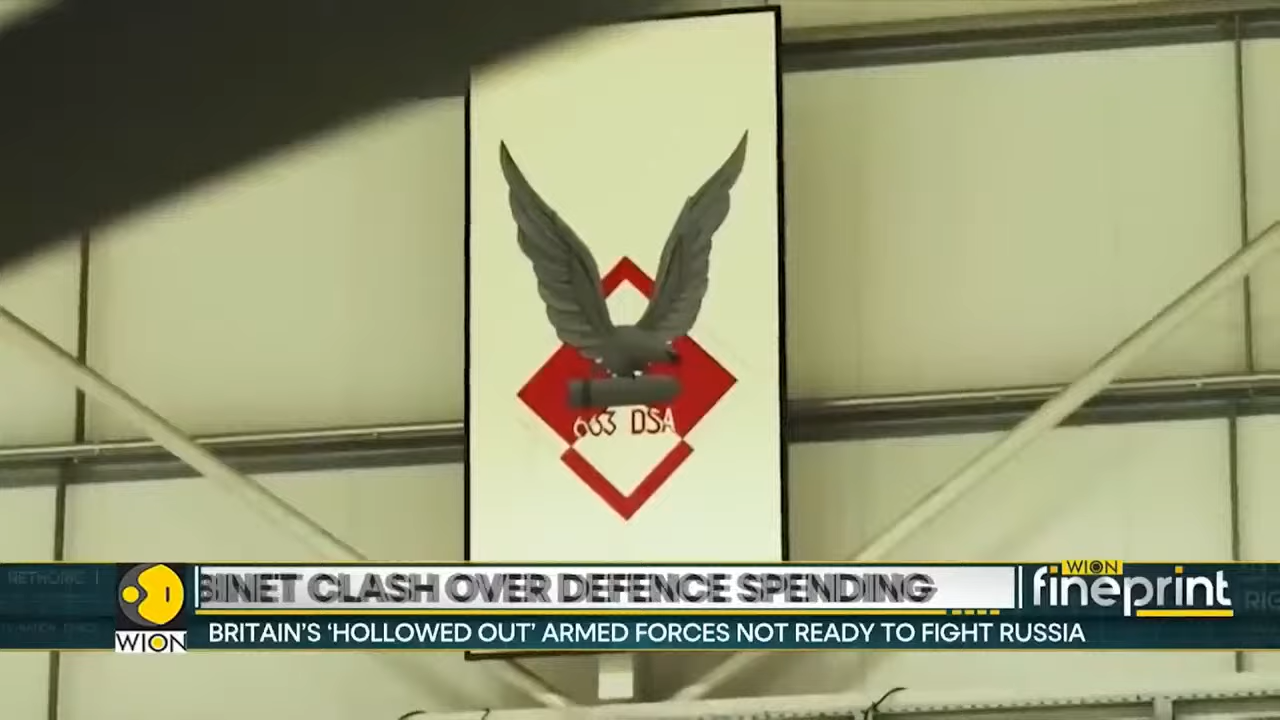 633 DSA
BINET CLASH OVER DEFENCE SPENDING
WION
fineprint
WION
BRITAIN'S 'HOLLOWED OUT' ARMED FORCES NOT READY TO FIGHT RUSSIA